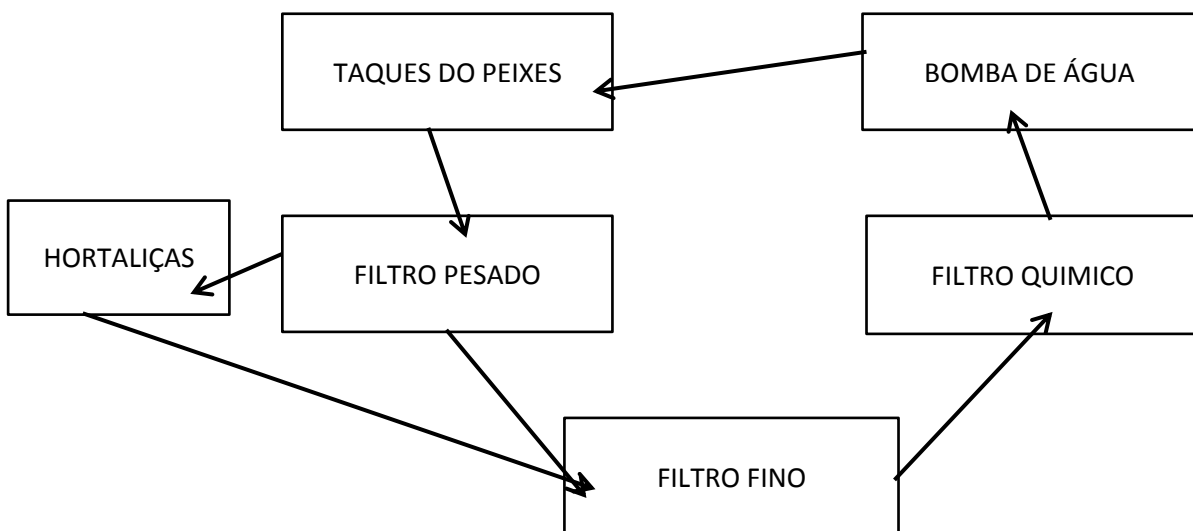 TAQUES DO PEIXES
BOMBA DE ÁGUA
HORTALIÇAS
FILTRO PESADO
FILTRO QUIMICO
FILTRO FINO